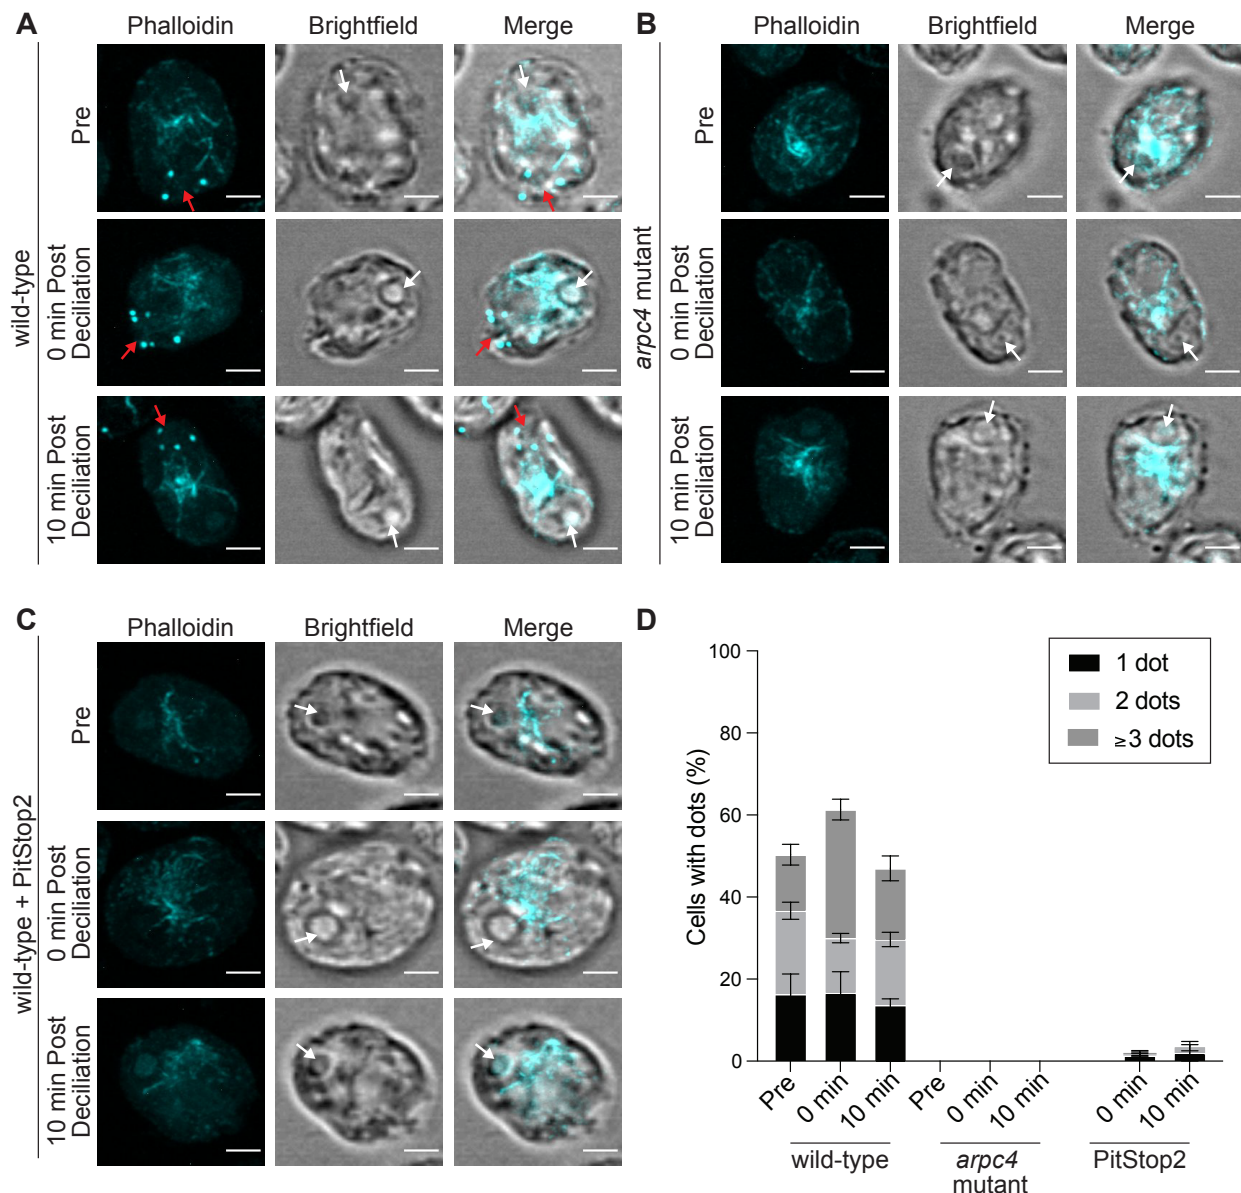 A
Phalloidin
Brightfield
Merge
wild-type
Pre
0 min Post
Deciliation
10 min Post
Deciliation
B
Phalloidin
Brightfield
Merge
arpc4 mutant
Pre
0 min Post
Deciliation
10 min Post
Deciliation
C
Phalloidin
Brightfield
Merge
wild-type + PitStop2
Pre
0 min Post
Deciliation
10 min Post
Deciliation
D
1 dot
2 dots
≥3 dots
Cells with dots (%)
100
80
60
40
20
0
Pre
0 min
10 min
Pre
0 min
10 min
0 min
10 min
wild-type
arpc4
mutant
PitStop2